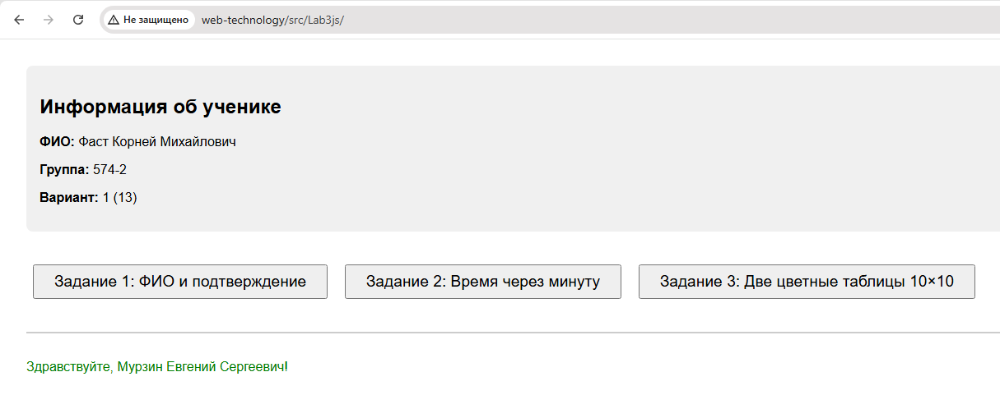 Не защищено web-technology/src/Lab3js/
Информация об ученике
ФИО: Фаст Корней Михайлович
Группа: 574-2
Вариант: 1 (13)
Задание 1: ФИО и подтверждение Задание 2: Время через минуту Задание 3: Две цветные таблицы 10×10
Здравствуйте, Мурзин Евгений Сергеевич!